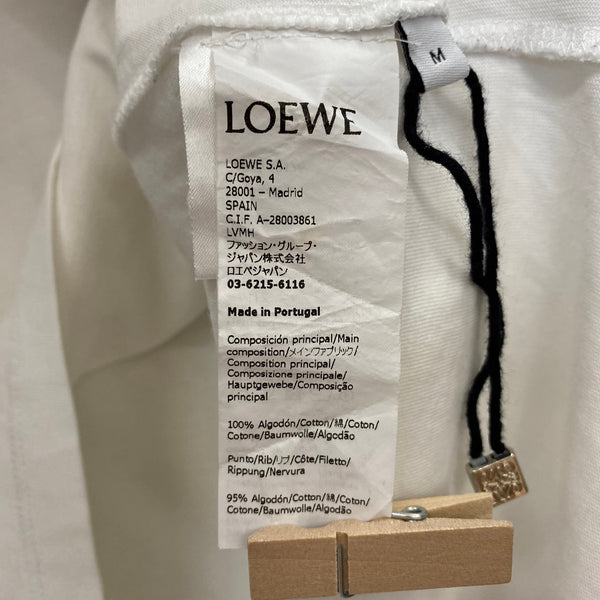 M
LOEWE
LOEWE S.A.
C/Goya, 4
28001 – Madrid
SPAIN
C.I.F. A-28003861
LVMH
ファッション・グループ・
ジャパン株式会社
ロエベジャパン
03-6215-6116
Made in Portugal
Composición principal/Main
composition/メインファブリック/
Composition principal/
Composizione principale/
Hauptgewebe/Composição
principal
100% Algodón/Cotton/綿/Coton/
Cotone/Baumwolle/Algodão
Punto/Rib/リブ/Côte/Filetto/
Rippung/Nervura
95% Algodón/Cotton/綿/Coton/
Cotone/Baumwolle/Algodão